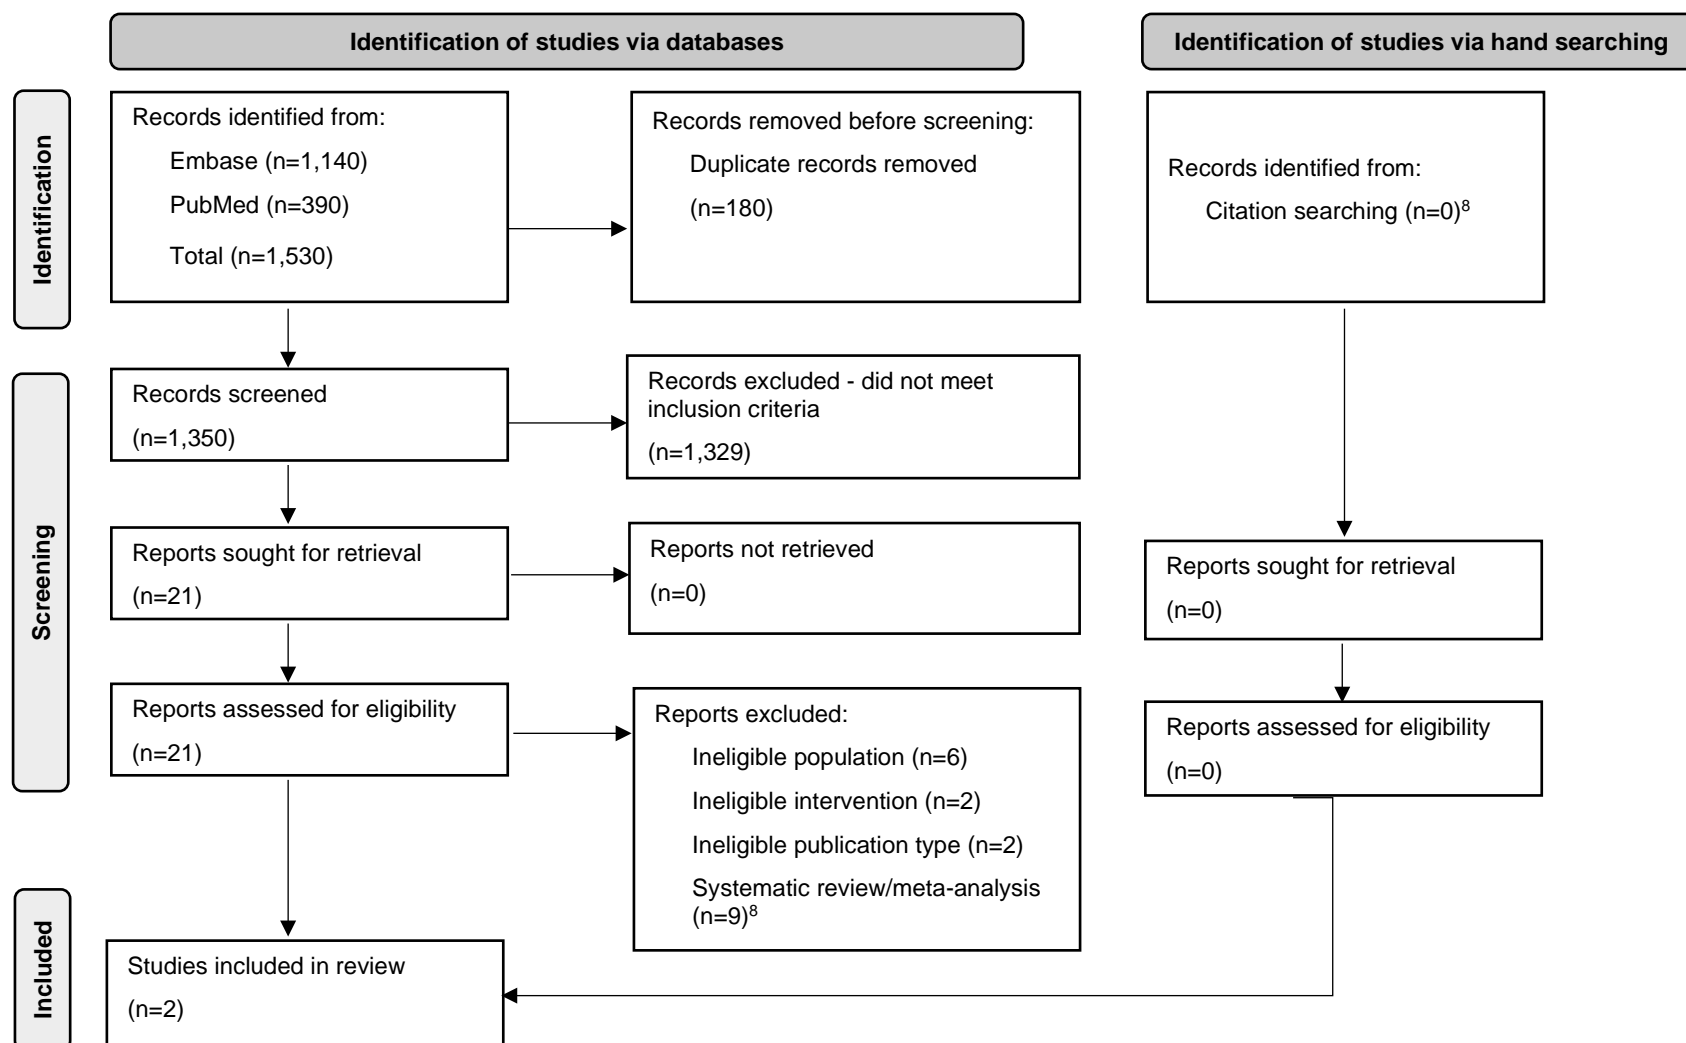 Identification of studies via databases
Identification of studies via hand searching
Identification
Records identified from:
Embase (n=1,140)
PubMed (n=390)
Total (n=1,530)
Records removed before screening:
Duplicate records removed
(n=180)
Records identified from:
Citation searching (n=0)⁸
Screening
Records screened
(n=1,350)
Records excluded - did not meet
inclusion criteria
(n=1,329)
Reports sought for retrieval
(n=21)
Reports not retrieved
(n=0)
Reports sought for retrieval
(n=0)
Reports assessed for eligibility
(n=21)
Reports excluded:
Ineligible population (n=6)
Ineligible intervention (n=2)
Ineligible publication type (n=2)
Systematic review/meta-analysis
(n=9)⁸
Reports assessed for eligibility
(n=0)
Included
Studies included in review
(n=2)